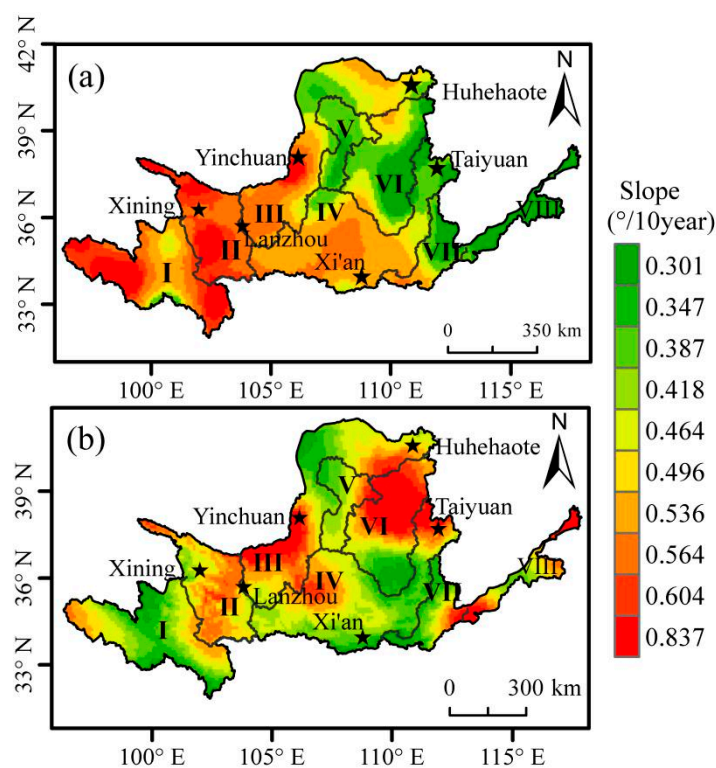 (a)
N
42° N
39° N
36° N
33° N
Huhehaote
V
Yinchuan
Taiyuan
VI
Xining
III
IV
VIII
Lanzhou
II
VII
I
Xi'an
0 350 km
100° E 105° E 110° E 115° E
(b)
N
39° N
36° N
33° N
Huhehaote
V
Yinchuan
Taiyuan
VI
III
Xining
VIII
IV
Lanzhou
II
VII
I
Xi'an
0 300 km
100° E 105° E 110° E 115° E
Slope
(°/10year)
0.301
0.347
0.387
0.418
0.464
0.496
0.536
0.564
0.604
0.837